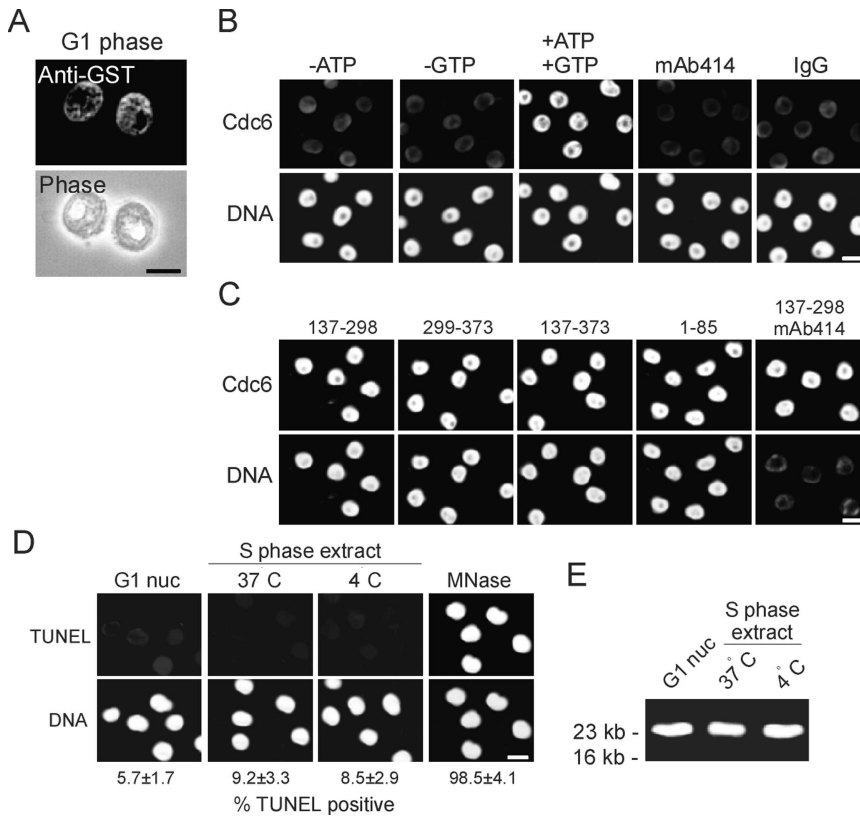 A
G1 phase
Anti-GST
Phase
B
-ATP
-GTP
+ATP
+GTP
mAb414
IgG
Cdc6
DNA
C
137-298
299-373
137-373
1-85
137-298
mAb414
Cdc6
DNA
D
S phase extract
G1 nuc
37°C
4°C
MNase
TUNEL
DNA
5.7±1.7
9.2±3.3
8.5±2.9
98.5±4.1
% TUNEL positive
E
S phase
extract
G1 nuc
37°C
4°C
23 kb -
16 kb -